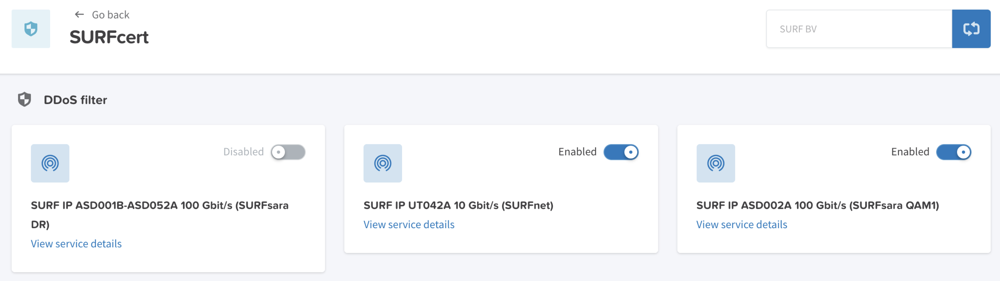 Go back
SURFcert
SURF BV
DDoS filter
Disabled
SURF IP ASD001B-ASD052A 100 Gbit/s (SURFsara
DR)
View service details
Enabled
SURF IP UT042A 10 Gbit/s (SURFnet)
View service details
Enabled
SURF IP ASD002A 100 Gbit/s (SURFsara QAM1)
View service details